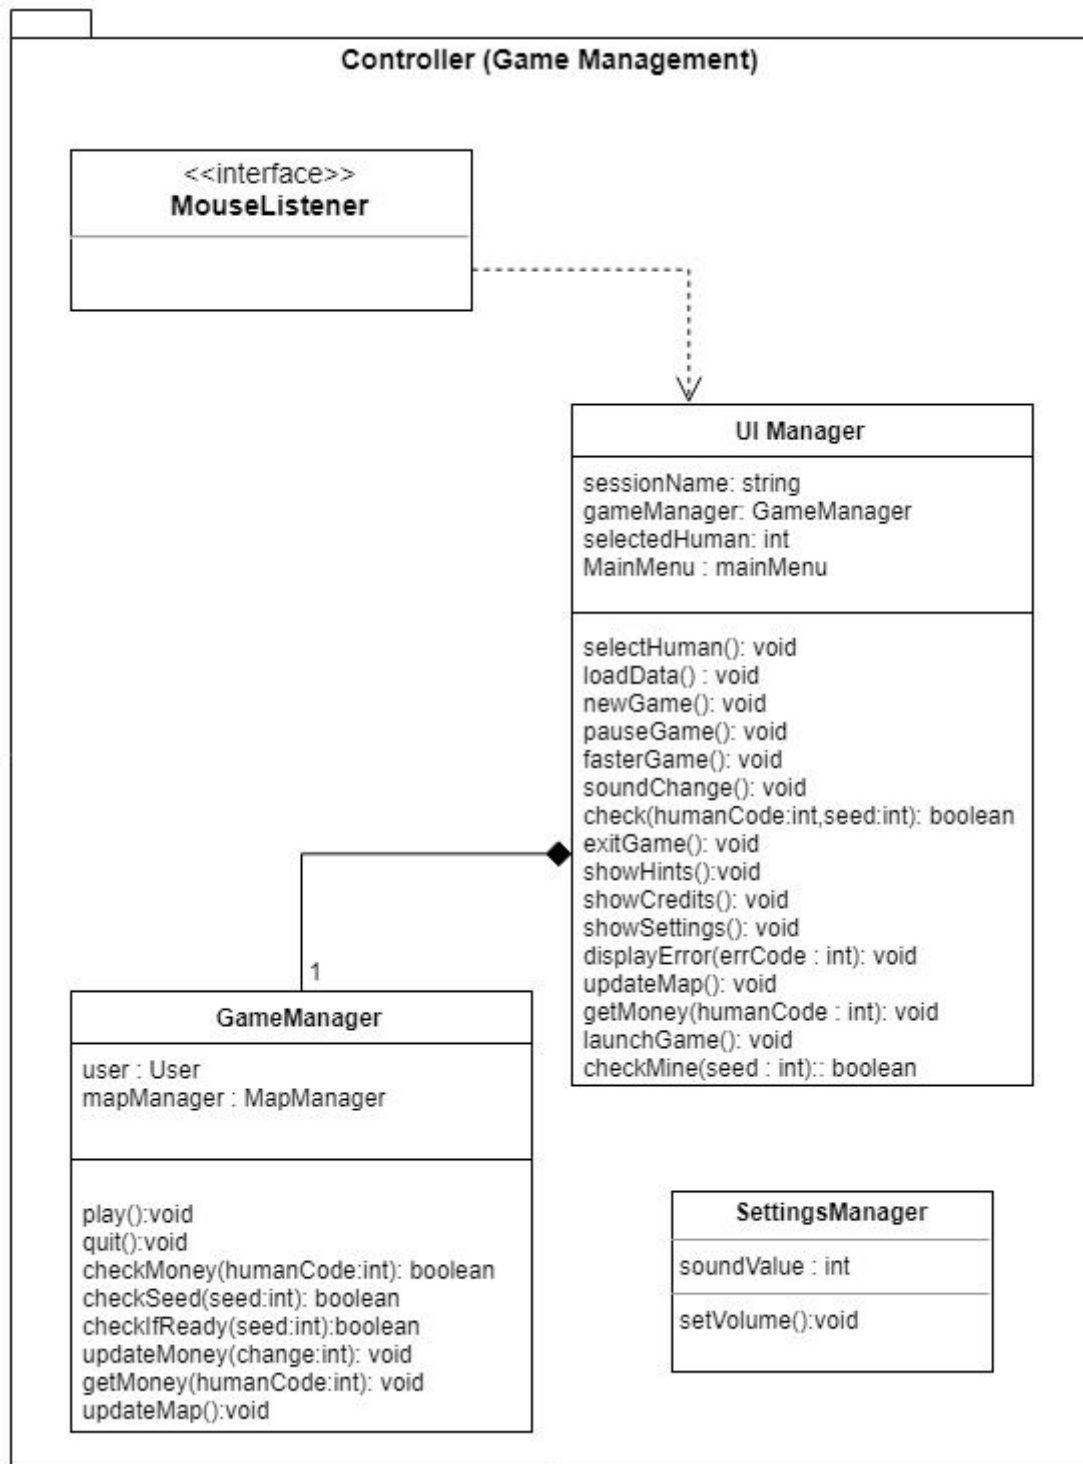 Controller (Game Management)
<<interface>>
MouseListener
UI Manager
sessionName: string
gameManager: GameManager
selectedHuman: int
MainMenu : mainMenu
selectHuman(): void
loadData() : void
newGame(): void
pauseGame(): void
fasterGame(): void
soundChange(): void
check(humanCode:int,seed:int): boolean
exitGame(): void
showHints():void
showCredits(): void
showSettings(): void
displayError(errCode : int): void
updateMap(): void
getMoney(humanCode : int): void
launchGame(): void
checkMine(seed : int):: boolean
1
GameManager
user : User
mapManager : MapManager
play():void
quit():void
checkMoney(humanCode:int): boolean
checkSeed(seed:int): boolean
checkIfReady(seed:int):boolean
updateMoney(change:int): void
getMoney(humanCode:int): void
updateMap():void
SettingsManager
soundValue : int
setVolume():void